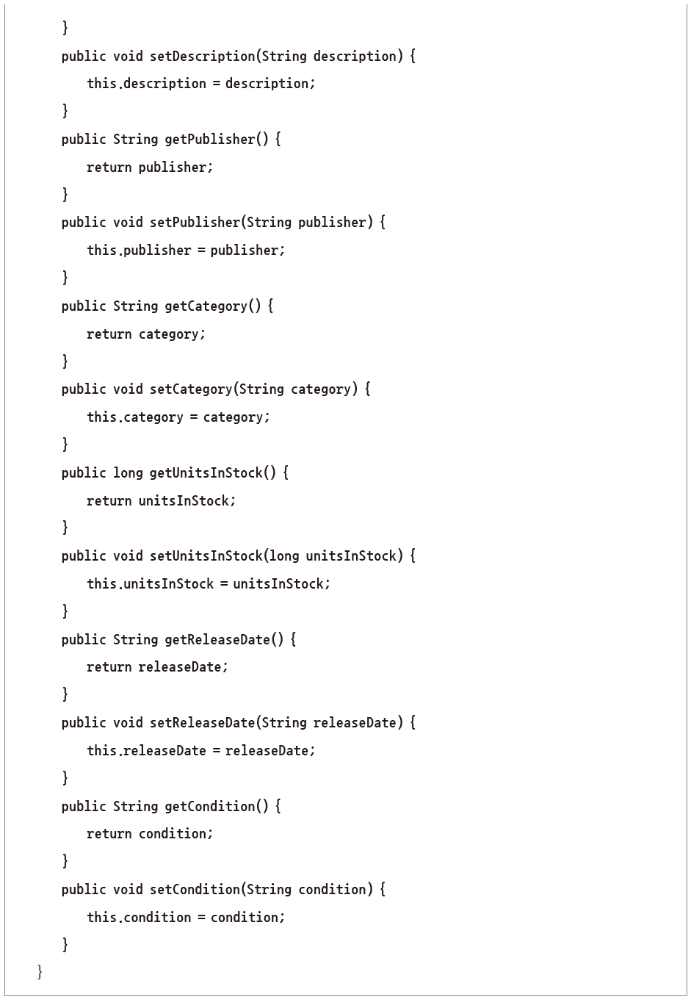 }
public void setDescription(String description) {
this.description = description;
}
public String getPublisher() {
return publisher;
}
public void setPublisher(String publisher) {
this.publisher = publisher;
}
public String getCategory() {
return category;
}
public void setCategory(String category) {
this.category = category;
}
public long getUnitsInStock() {
return unitsInStock;
}
public void setUnitsInStock(long unitsInStock) {
this.unitsInStock = unitsInStock;
}
public String getReleaseDate() {
return releaseDate;
}
public void setReleaseDate(String releaseDate) {
this.releaseDate = releaseDate;
}
public String getCondition() {
return condition;
}
public void setCondition(String condition) {
this.condition = condition;
}
}